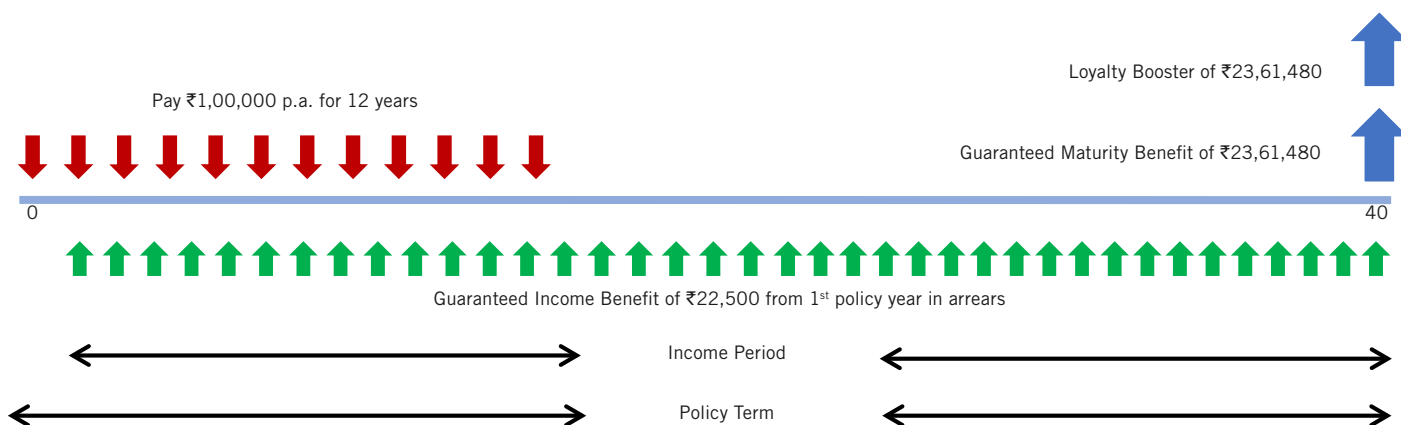 Loyalty Booster of ₹23,61,480
Pay ₹1,00,000 p.a. for 12 years
Guaranteed Maturity Benefit of ₹23,61,480
0
40
Guaranteed Income Benefit of ₹22,500 from 1st policy year in arrears
Income Period
Policy Term